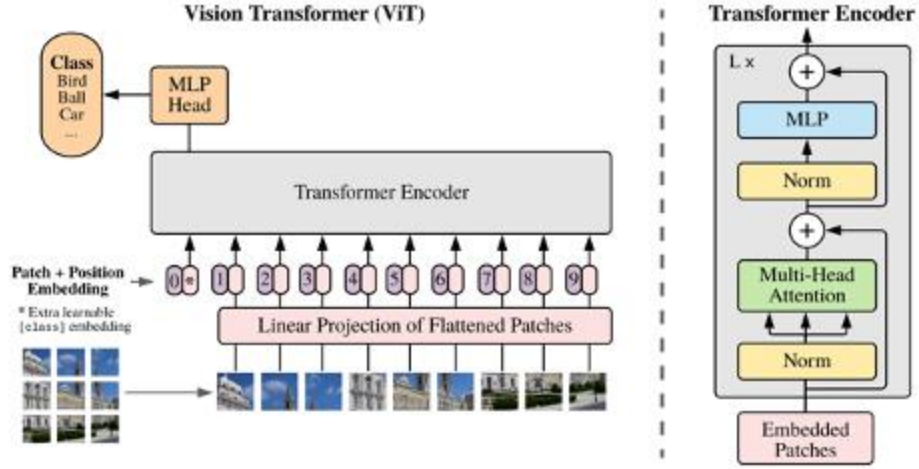 Vision Transformer (ViT)
Class
Bird
Ball
Car
...
MLP
Head
Transformer Encoder
Patch + Position
Embedding
* Extra learnable
[class] embedding
0 * 1 2 3 4 5 6 7 8 9
Linear Projection of Flattened Patches
Transformer Encoder
L x
+
MLP
Norm
+
Multi-Head
Attention
Norm
Embedded
Patches